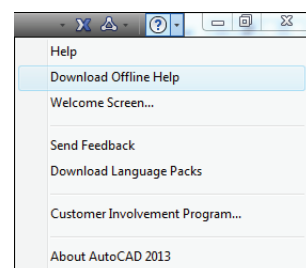 Help
Download Offline Help
Welcome Screen...
Send Feedback
Download Language Packs
Customer Involvement Program...
About AutoCAD 2013